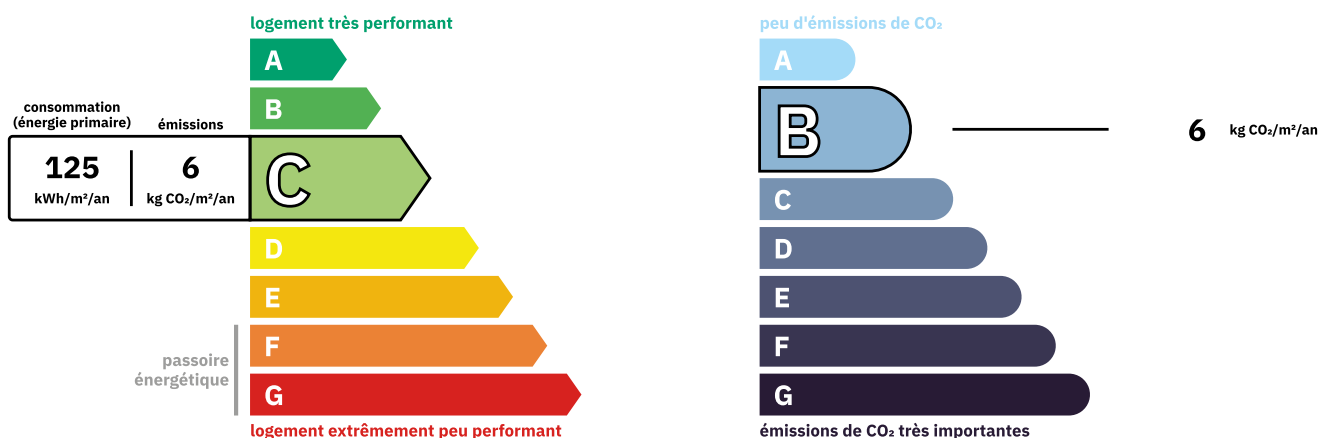 logement très performant
A
B
consommation
(énergie primaire)
émissions
125
kWh/m²/an
6
kg CO₂/m²/an
C
D
E
F
G
passoire
énergétique
logement extrêmement peu performant
peu d'émissions de CO₂
A
B
6 kg CO₂/m²/an
C
D
E
F
G
émissions de CO₂ très importantes